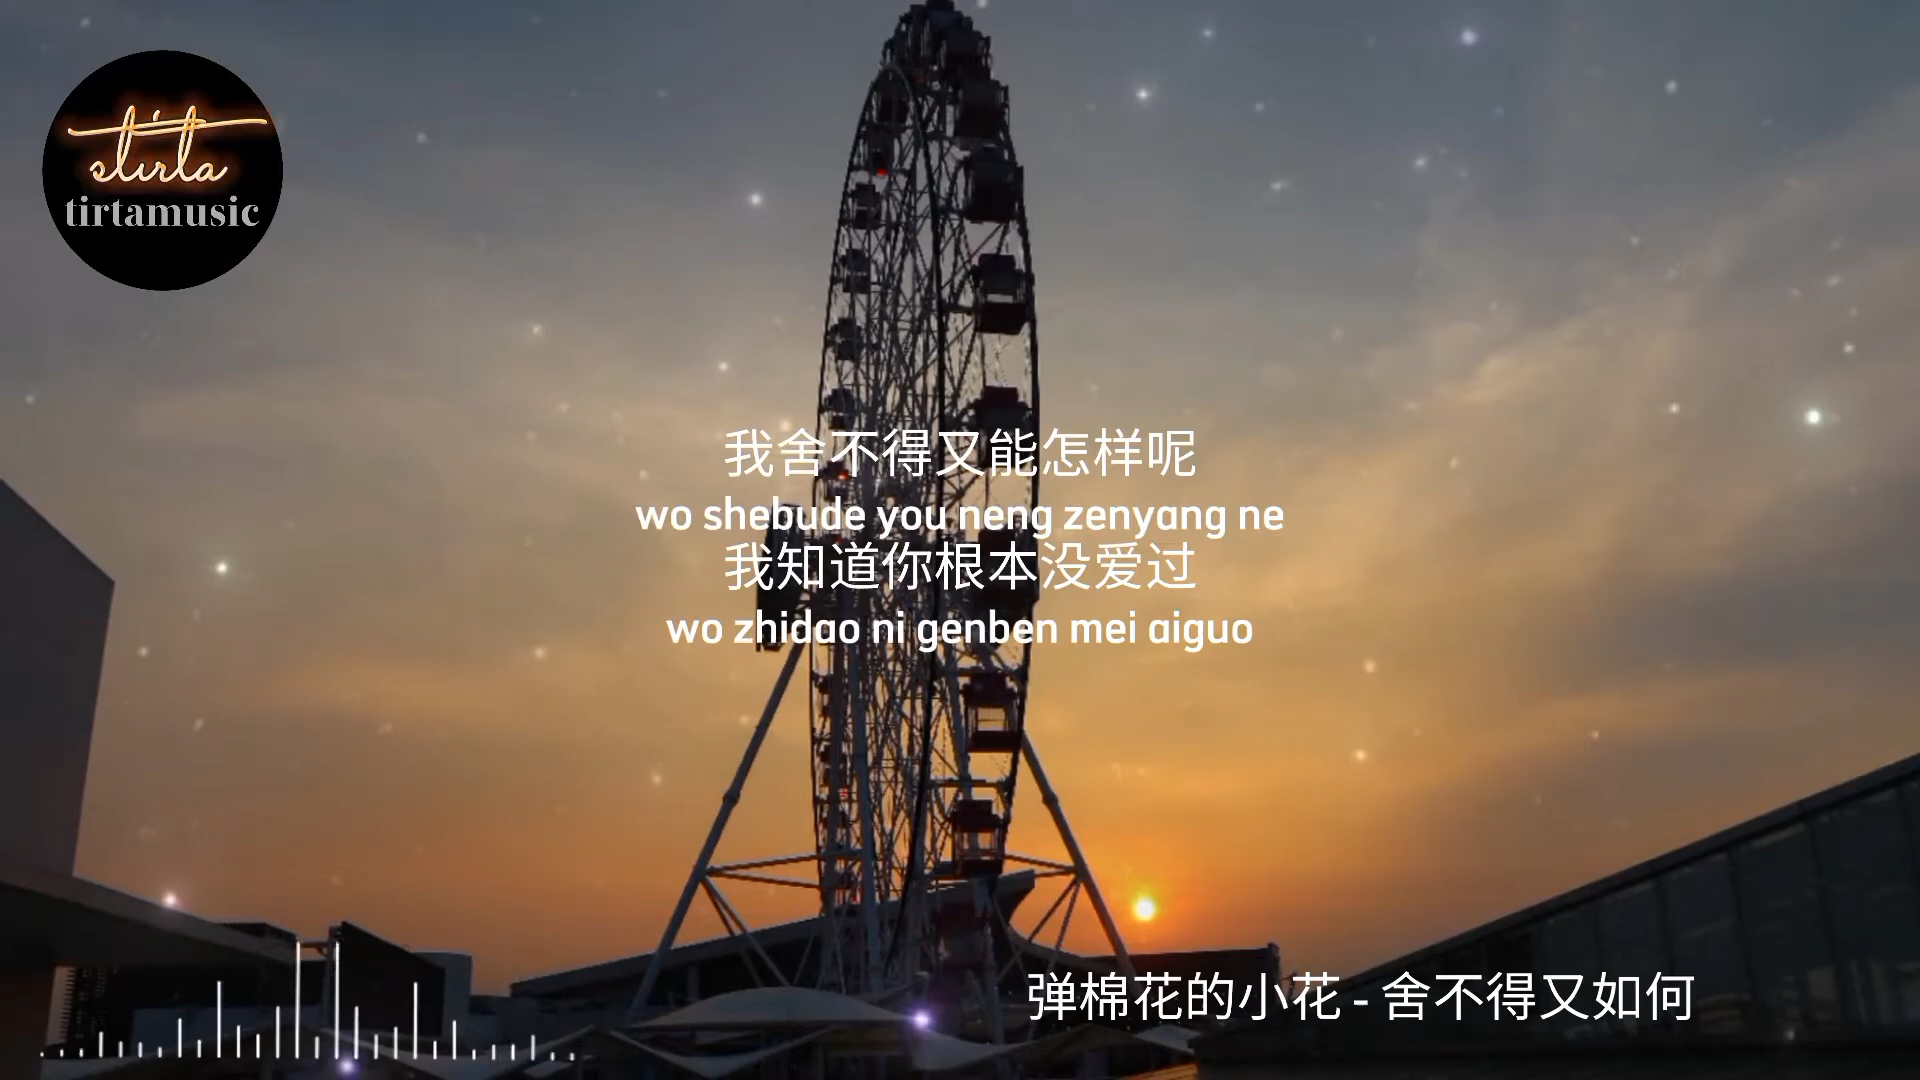 tirta
tirtamusic
我舍不得又能怎样呢
wo shebude you neng zenyang ne
我知道你根本没爱过
wo zhidao ni genben mei aiguo
弹棉花的小花 - 舍不得又如何